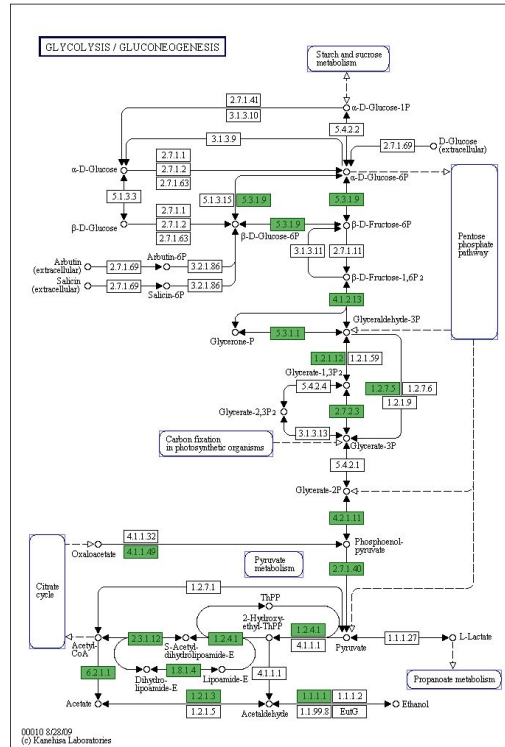 GLYCOLYSIS / GLUCONEOGENESIS
Starch and sucrose
metabolism
2.7.1.41
3.1.3.10
α-D-Glucose-1P
3.1.3.9
5.4.2.2
2.7.1.69
D-Glucose
(extracellular)
α-D-Glucose
2.7.1.1
2.7.1.2
2.7.1.63
α-D-Glucose-6P
5.1.3.3
5.3.1.15
5.3.1.9
5.3.1.9
β-D-Glucose
2.7.1.1
2.7.1.2
2.7.1.63
5.3.1.9
β-D-Glucose-6P
β-D-Fructose-6P
Pentose
phosphate
pathway
3.1.3.11
2.7.1.11
Arbutin
(extracellular)
2.7.1.69
Arbutin-6P
3.2.1.86
Salicin
(extracellular)
2.7.1.69
Salicin-6P
3.2.1.86
β-D-Fructose-1,6P2
4.1.2.13
Glyceraldehyde-3P
Glycerone-P
5.3.1.1
1.2.1.12
1.2.1.59
Glycerate-1,3P2
5.4.2.4
1.2.7.5
1.2.7.6
1.2.1.9
Glycerate-2,3P2
2.7.2.3
3.1.3.13
Carbon fixation
in photosynthetic organisms
Glycerate-3P
5.4.2.1
Glycerate-2P
4.2.1.11
4.1.1.32
4.1.1.49
Oxaloacetate
Phosphoenol-
pyruvate
Pyruvate
metabolism
2.7.1.40
Citrate
cycle
1.2.7.1
ThPP
2-Hydroxy-
ethyl-ThPP
2.3.1.12
1.2.4.1
1.2.4.1
4.1.1.1
Acetyl-
CoA
S-Acetyl-
dihydrolipoamide-E
Pyruvate
1.1.1.27
L-Lactate
6.2.1.1
1.8.1.4
Dihydro-
lipoamide-E
Lipoamide-E
4.1.1.1
Propanoate metabolism
1.2.1.3
1.2.1.5
Acetate
Acetaldehyde
1.1.1.1
1.1.1.2
1.1.99.8
EutG
Ethanol
00010 8/28/09
(c) Kanehisa Laboratories